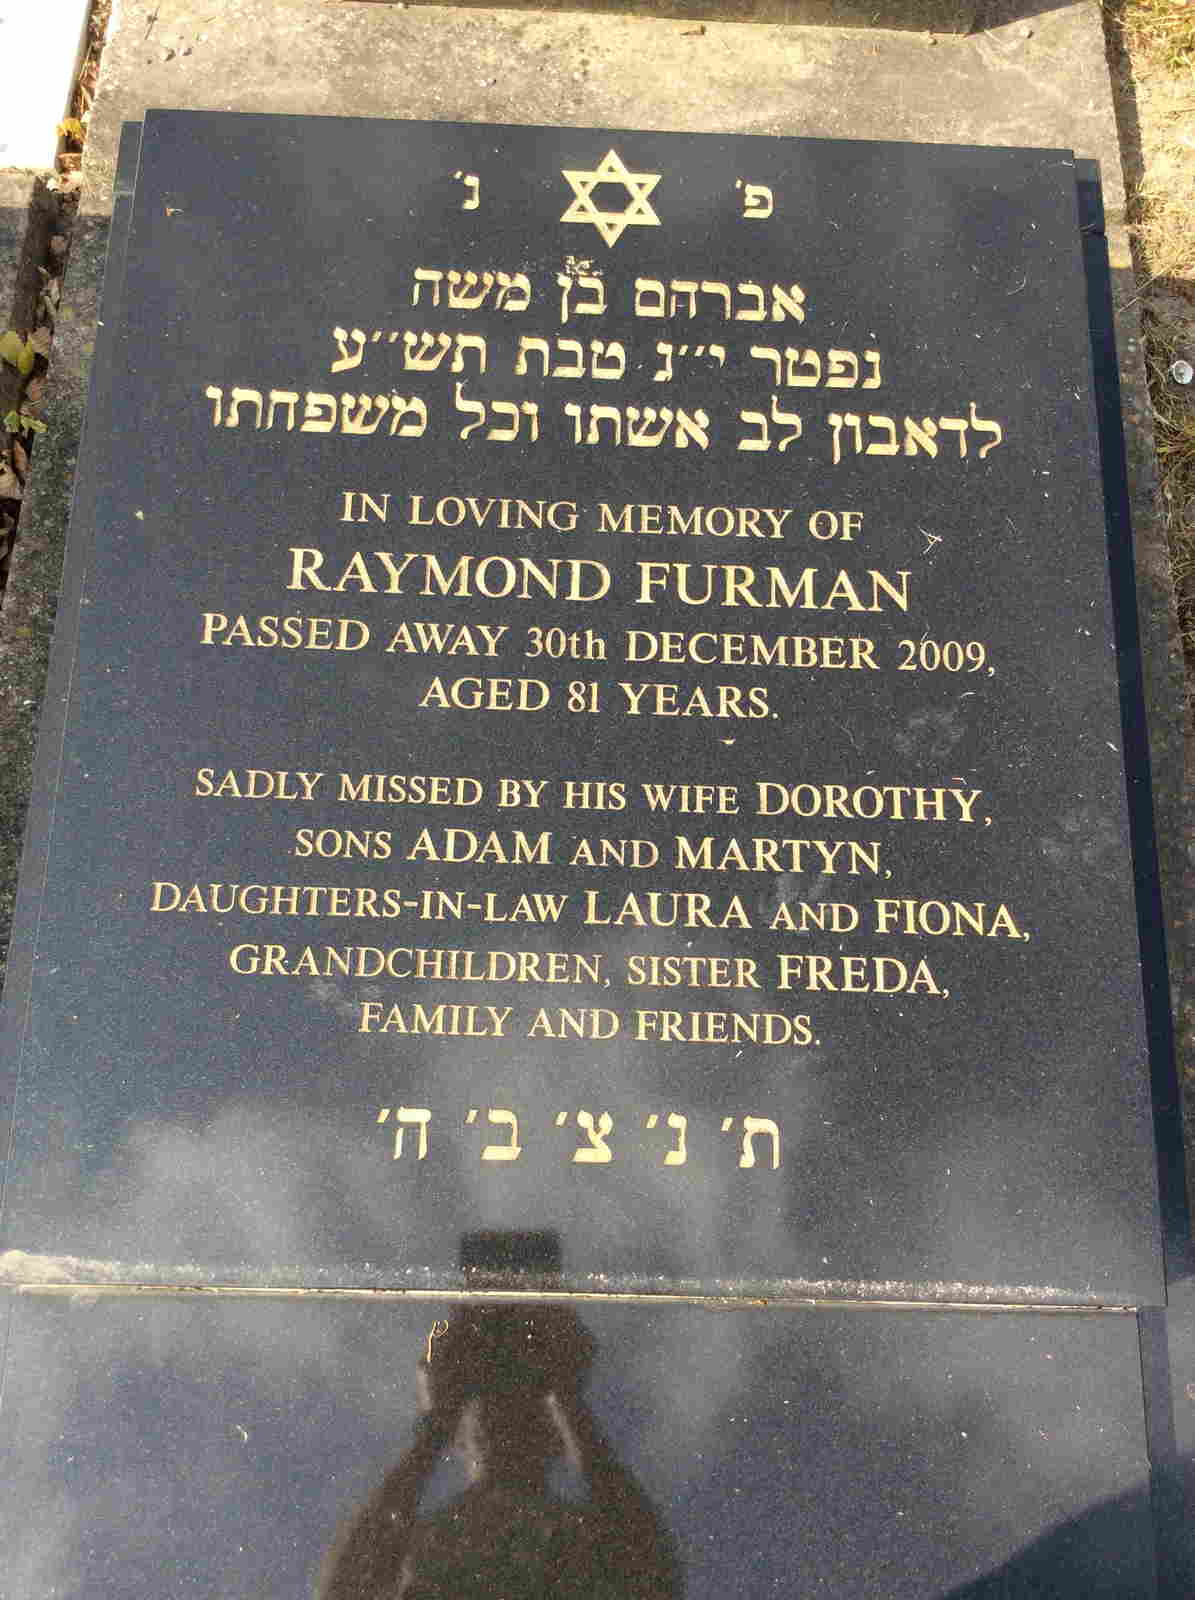 פ׳ נ׳
אברהם בן משה
נפטר י״ג טבת תש״ע
לדאבון לב אשתו וכל משפחתו
IN LOVING MEMORY OF
RAYMOND FURMAN
PASSED AWAY 30th DECEMBER 2009,
AGED 81 YEARS.
SADLY MISSED BY HIS WIFE DOROTHY,
SONS ADAM AND MARTYN,
DAUGHTERS-IN-LAW LAURA AND FIONA,
GRANDCHILDREN, SISTER FREDA,
FAMILY AND FRIENDS.
ת׳ נ׳ צ׳ ב׳ ה׳